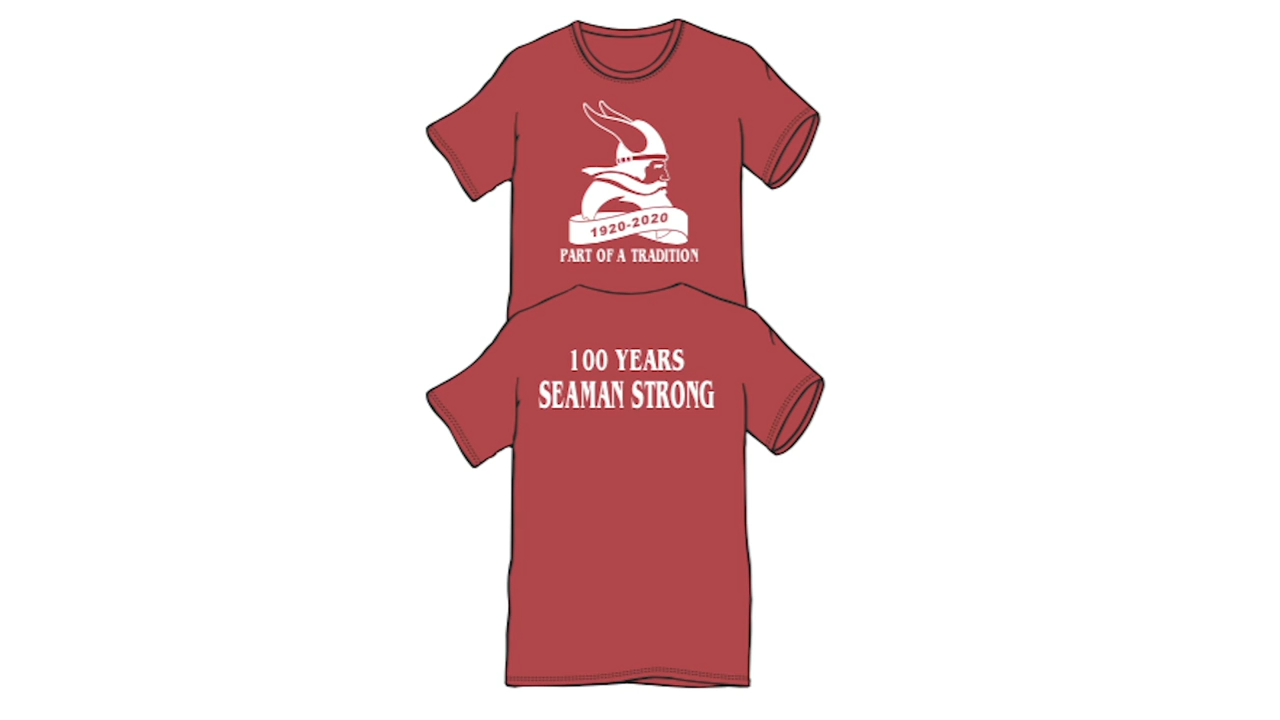 1920-2020
PART OF A TRADITION
100 YEARS
SEAMAN STRONG